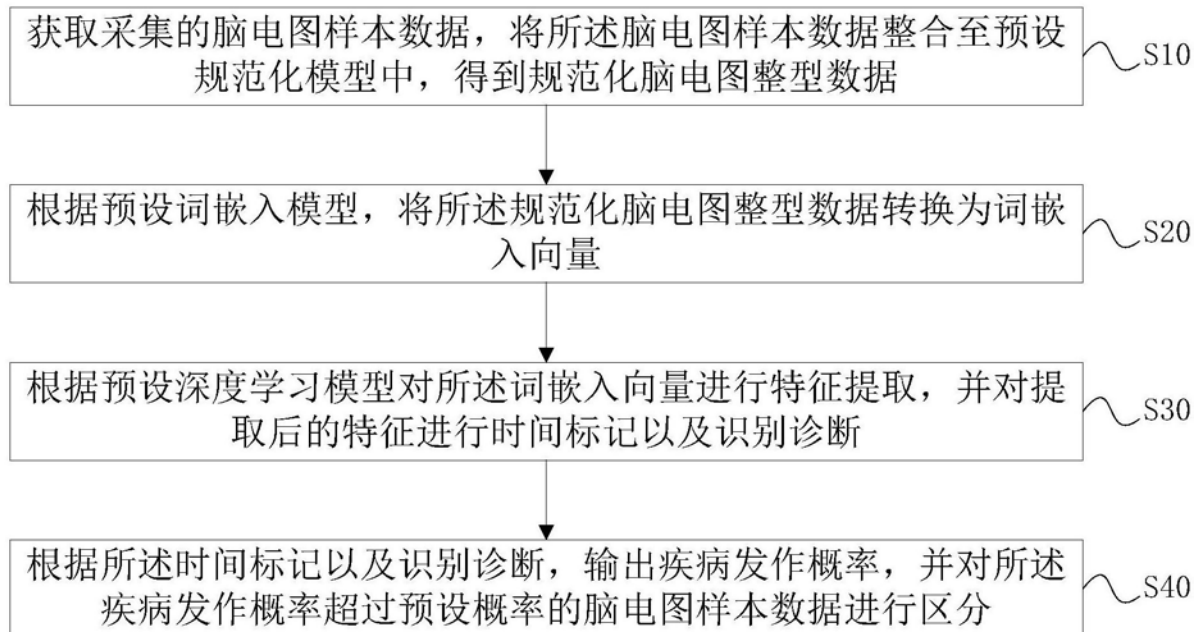 获取采集的脑电图样本数据，将所述脑电图样本数据整合至预设
规范化模型中，得到规范化脑电图整型数据
S10
根据预设词嵌入模型，将所述规范化脑电图整型数据转换为词嵌
入向量
S20
根据预设深度学习模型对所述词嵌入向量进行特征提取，并对提
取后的特征进行时间标记以及识别诊断
S30
根据所述时间标记以及识别诊断，输出疾病发作概率，并对所述
疾病发作概率超过预设概率的脑电图样本数据进行区分
S40